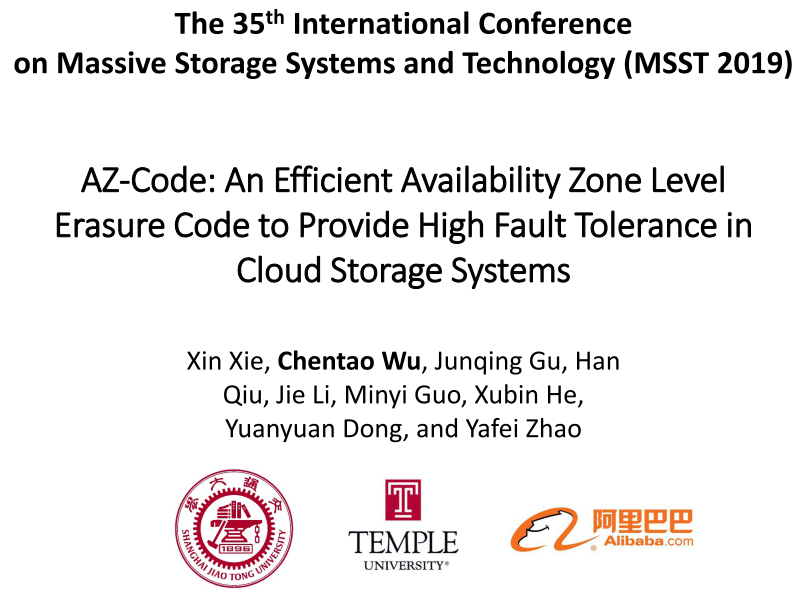 The 35th International Conference
on Massive Storage Systems and Technology (MSST 2019)
AZ-Code: An Efficient Availability Zone Level
Erasure Code to Provide High Fault Tolerance in
Cloud Storage Systems
Xin Xie, Chentao Wu, Junqing Gu, Han
Qiu, Jie Li, Minyi Guo, Xubin He,
Yuanyuan Dong, and Yafei Zhao
1896
SHANGHAI JIAO TONG UNIVERSITY
TEMPLE
UNIVERSITY®
阿里巴巴
® Alibaba.com